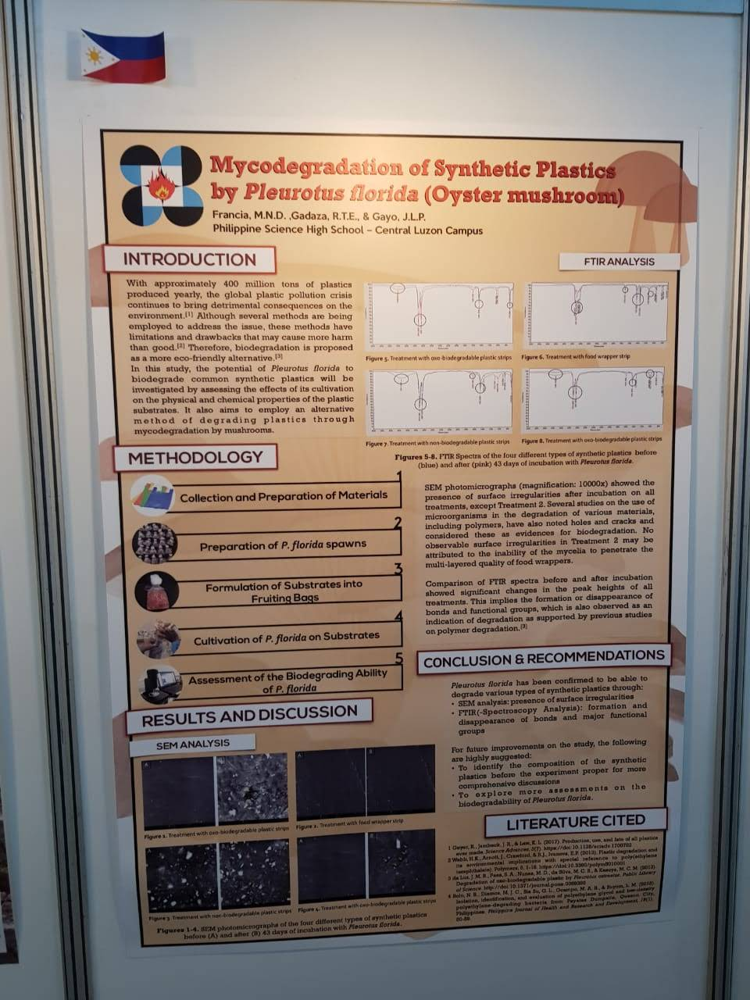 Mycodegradation of Synthetic Plastics
by Pleurotus florida (Oyster mushroom)
Francia, M.N.D. ,Gadaza, R.T.E., & Gayo, J.L.P.
Philippine Science High School – Central Luzon Campus
INTRODUCTION
With approximately 400 million tons of plastics
produced yearly, the global plastic pollution crisis
continues to bring detrimental consequences on the
environment.[1] Although several methods are being
employed to address the issue, these methods have
limitations and drawbacks that may cause more harm
than good.[2] Therefore, biodegradation is proposed
as a more eco-friendly alternative.[3]
In this study, the potential of Pleurotus florida to
biodegrade common synthetic plastics will be
investigated by assessing the effects of its cultivation
on the physical and chemical properties of the plastic
substrates. It also aims to employ an alternative
method of degrading plastics through
mycodegradation by mushrooms.
METHODOLOGY
1
Collection and Preparation of Materials
2
Preparation of P. florida spawns
3
Formulation of Substrates into
Fruiting Bags
4
Cultivation of P. florida on Substrates
5
Assessment of the Biodegrading Ability
of P. florida
RESULTS AND DISCUSSION
SEM ANALYSIS
A
B
Figure 1. Treatment with oxo-biodegradable plastic strips
Figure 2. Treatment with food wrapper strip
Figure 3. Treatment with non-biodegradable plastic strips
Figure 4. Treatment with oxo-biodegradable plastic strips
Figures 1-4. SEM photomicrographs of the four different types of synthetic plastics
before (A) and after (B) 43 days of incubation with Pleurotus florida.
FTIR ANALYSIS
Figure 5. Treatment with oxo-biodegradable plastic strips
Figure 6. Treatment with food wrapper strip
Figure 7. Treatment with non-biodegradable plastic strips
Figure 8. Treatment with oxo-biodegradable plastic strips
Figures 5-8. FTIR Spectra of the four different types of synthetic plastics before
(blue) and after (pink) 43 days of incubation with Pleurotus florida.
SEM photomicrographs (magnification: 10000x) showed the
presence of surface irregularities after incubation on all
treatments, except Treatment 2. Several studies on the use of
microorganisms in the degradation of various materials,
including polymers, have also noted holes and cracks and
considered these as evidences for biodegradation. No
observable surface irregularities in Treatment 2 may be
attributed to the inability of the mycelia to penetrate the
multi-layered quality of food wrappers.
Comparison of FTIR spectra before and after incubation
showed significant changes in the peak heights of all
treatments. This implies the formation or disappearance of
bonds and functional groups, which is also observed as an
indication of degradation as supported by previous studies
on polymer degradation.[3]
CONCLUSION & RECOMMENDATIONS
Pleurotus florida has been confirmed to be able to
degrade various types of synthetic plastics through:
• SEM analysis: presence of surface irregularities
• FTIR(-Spectroscopy Analysis): formation and
disappearance of bonds and major functional
groups
For future improvements on the study, the following
are highly suggested:
• To identify the composition of the synthetic
plastics before the experiment proper for more
comprehensive discussions
• To explore more assessments on the
biodegradability of Pleurotus florida.
LITERATURE CITED
1 Geyer, R., Jambeck, J. R., & Law, K. L. (2017). Production, use, and fate of all plastics
ever made. Science Advances, 3(7). https://doi.org/10.1126/sciadv.1700782
2 Webb, H.K., Arnott, J., Crawford, &R.J., Ivanova, E.P. (2013). Plastic degradation and
its environmental implications with special reference to poly(ethylene
terephthalate). Polymers, 5, 1-18.
3 da Luz, J. M. R., Paes, S. A., Nunes, M. D., da Silva, M. C. R., & Kasuya, M. C. M. (2013).
Degradation of oxo-biodegradable plastic by Pleurotus ostreatus. Public Library
of Science.
Isolation, identification, and evaluation of polyethylene glycol and low-density
polyethylene-degrading bacteria from Payatas Dumpsite, Quezon City,
Philippines. Philippine Journal of Health and Research and Development,